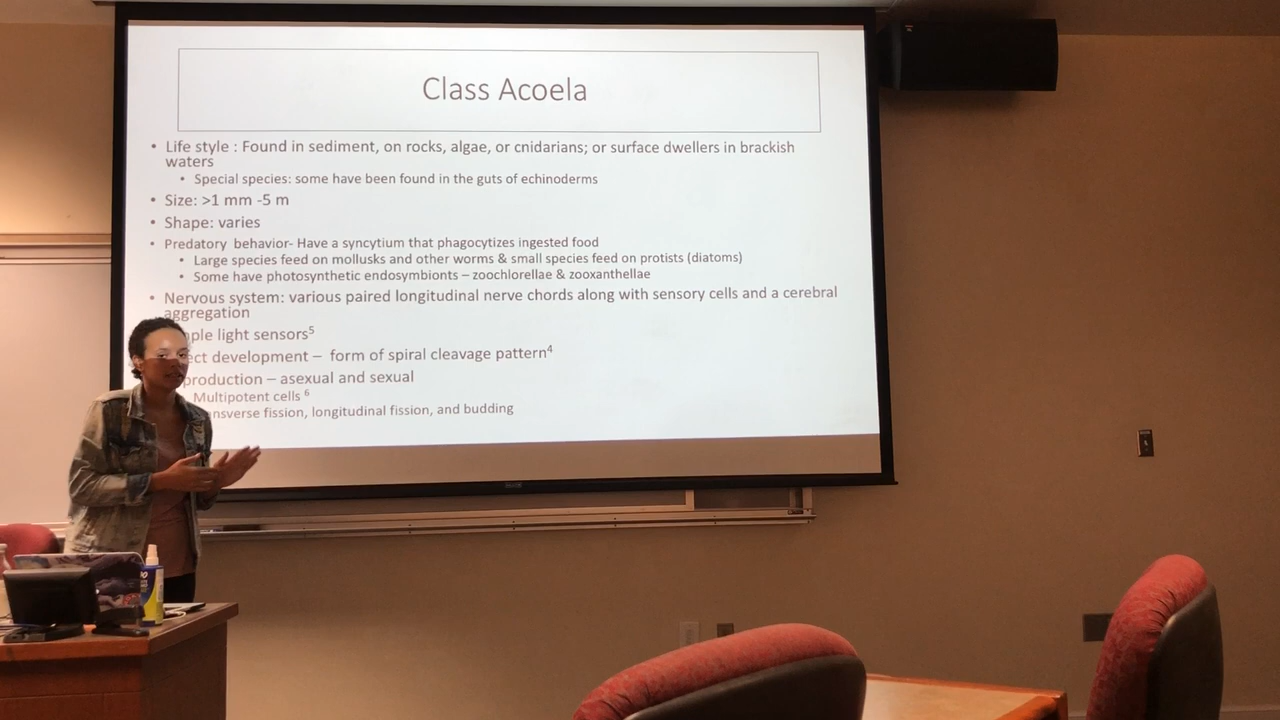 Class Acoela
• Life style : Found in sediment, on rocks, algae, or cnidarians; or surface dwellers in brackish
waters
• Special species: some have been found in the guts of echinoderms
• Size: >1 mm -5 m
• Shape: varies
• Predatory behavior- Have a syncytium that phagocytizes ingested food
• Large species feed on mollusks and other worms & small species feed on protists (diatoms)
• Some have photosynthetic endosymbionts – zoochlorellae & zooxanthellae
• Nervous system: various paired longitudinal nerve chords along with sensory cells and a cerebral
aggregation
light sensors⁵
development – form of spiral cleavage pattern⁴
production – asexual and sexual
Multipotent cells ⁶
fission, longitudinal fission, and budding